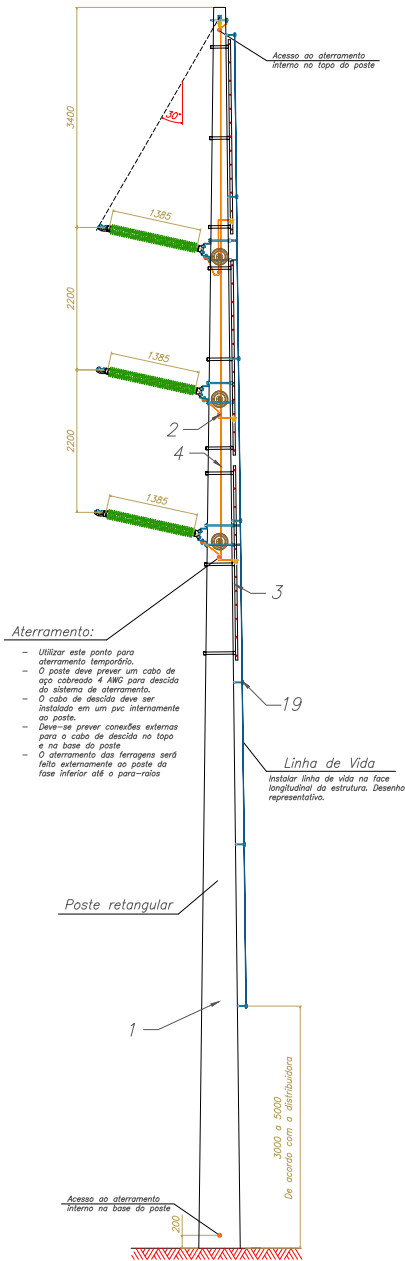 Acesso ao aterramento
interno no topo do poste
3400
30°
1385
2200
1385
2
4
2200
1385
3
Aterramento:
- Utilizar este ponto para
aterramento temporário.
- O poste deve prever um cabo de
aço cobreado 4 AWG para descida
do sistema de aterramento.
- O cabo de descida deve ser
instalado em um pvc internamente
ao poste.
- Deve-se prever conexões externas
para o cabo de descida no topo
e na base do poste
- O aterramento das ferragens será
feito externamente ao poste da
fase inferior até o para-raios
19
Linha de Vida
Instalar linha de vida na face
longitudinal da estrutura. Desenho
representativo.
Poste retangular
1
3000 a 5000
De acordo com a distribuidora
Acesso ao aterramento
interno na base do poste
200